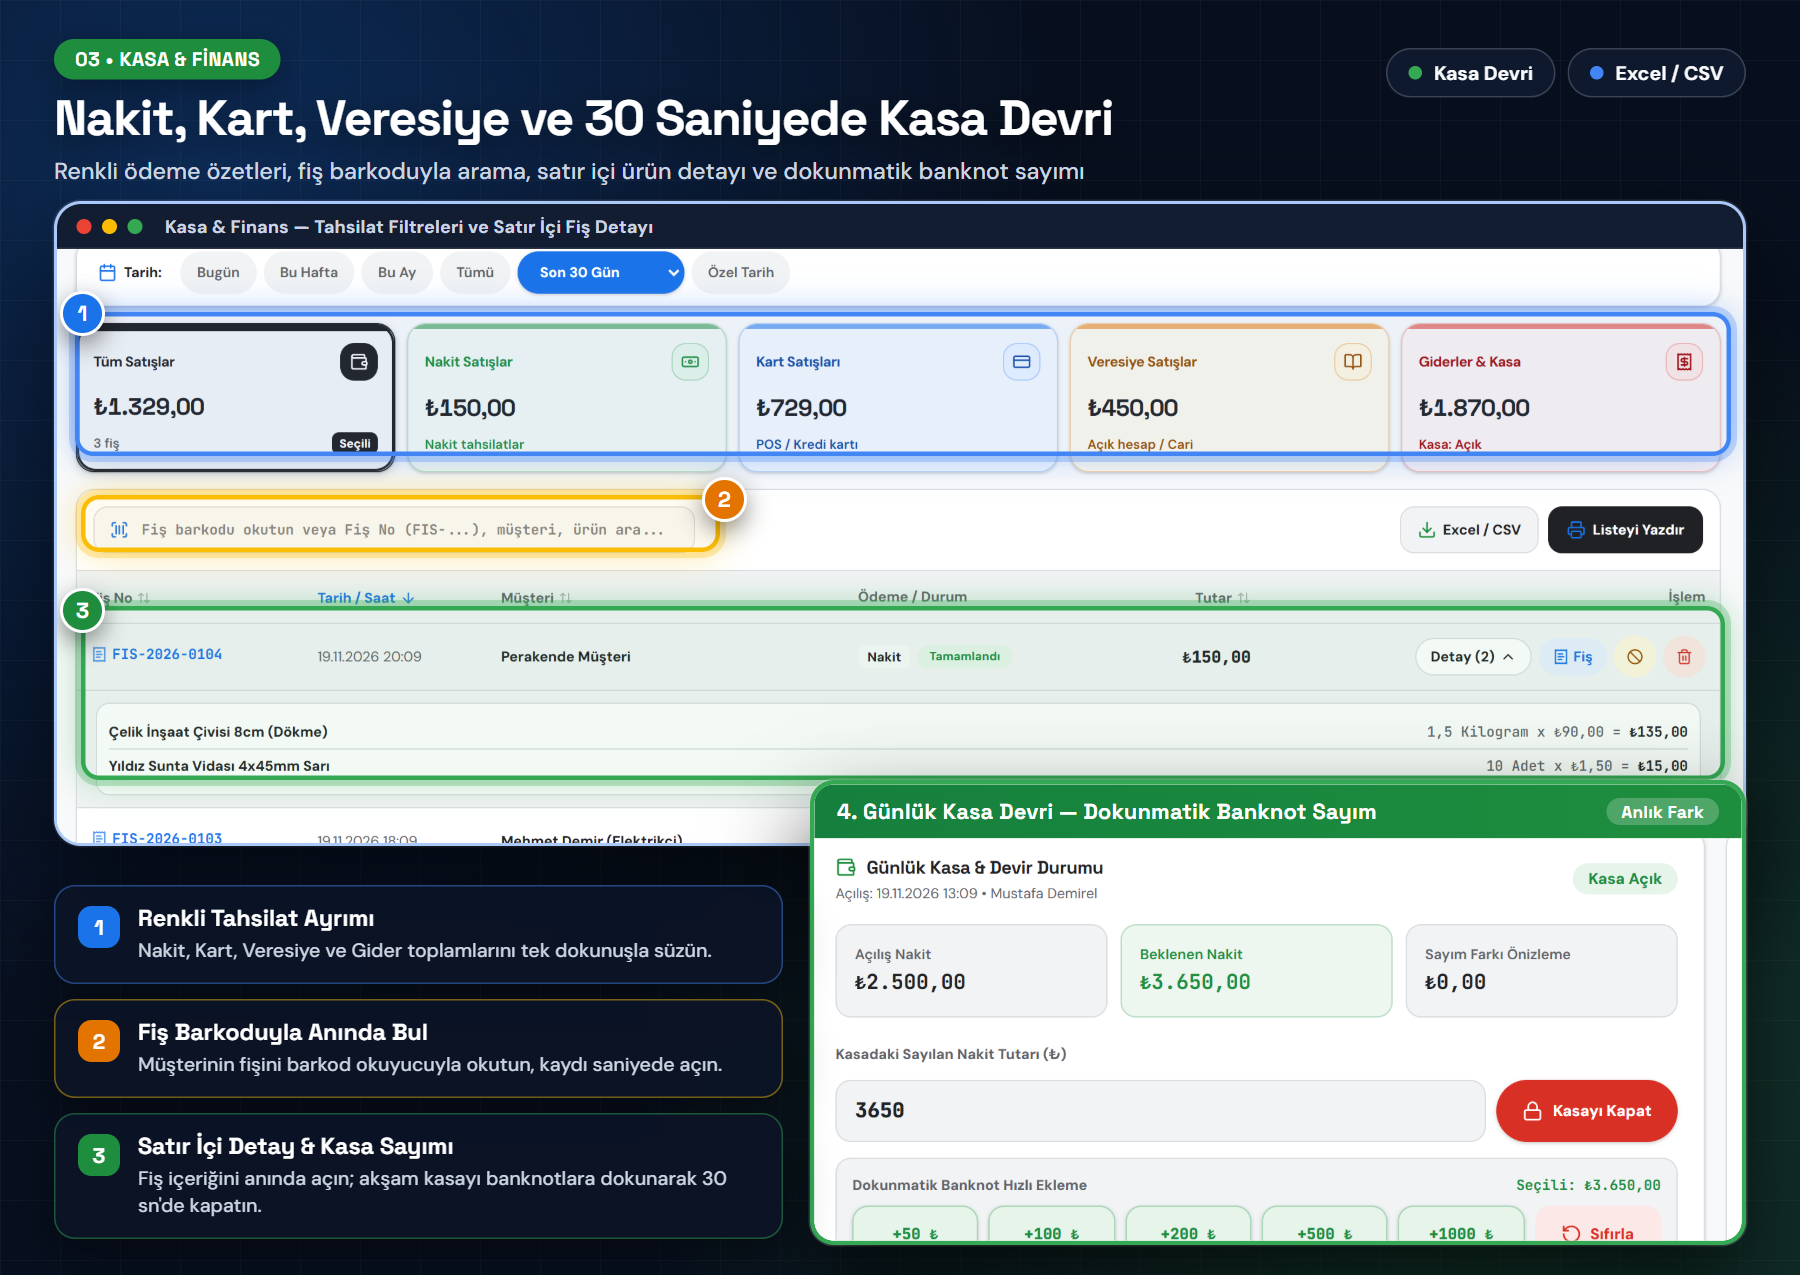 03 • KASA & FİNANS
Kasa Devri
Excel / CSV
Nakit, Kart, Veresiye ve 30 Saniyede Kasa Devri
Renkli ödeme özetleri, fiş barkoduyla arama, satır içi ürün detayı ve dokunmatik banknot sayımı
Kasa & Finans — Tahsilat Filtreleri ve Satır İçi Fiş Detayı
Tarih:
Bugün
Bu Hafta
Bu Ay
Tümü
Son 30 Gün
Özel Tarih
1
Tüm Satışlar
₺1.329,00
3 fiş
Seçili
Nakit Satışlar
₺150,00
Nakit tahsilatlar
Kart Satışları
₺729,00
POS / Kredi kartı
Veresiye Satışlar
₺450,00
Açık hesap / Cari
Giderler & Kasa
₺1.870,00
Kasa: Açık
2
Fiş barkodu okutun veya Fiş No (FIS-...), müşteri, ürün ara...
Excel / CSV
Listeyi Yazdır
3
No
Tarih / Saat
Müşteri
Ödeme / Durum
Tutar
İşlem
FIS-2026-0104
19.11.2026 20:09
Perakende Müşteri
Nakit
Tamamlandı
₺150,00
Detay (2)
Fiş
Çelik İnşaat Çivisi 8cm (Dökme)
1,5 Kilogram x ₺90,00 = ₺135,00
Yıldız Sunta Vidası 4x45mm Sarı
10 Adet x ₺1,50 = ₺15,00
FIS-2026-0103
19.11.2026 18:09
Mehmet Demir (Elektrikçi)
4. Günlük Kasa Devri — Dokunmatik Banknot Sayım
Anlık Fark
Günlük Kasa & Devir Durumu
Açılış: 19.11.2026 13:09 • Mustafa Demirel
Kasa Açık
Açılış Nakit
₺2.500,00
Beklenen Nakit
₺3.650,00
Sayım Farkı Önizleme
₺0,00
Kasadaki Sayılan Nakit Tutarı (₺)
3650
Kasayı Kapat
Dokunmatik Banknot Hızlı Ekleme
Seçili: ₺3.650,00
+50 ₺
+100 ₺
+200 ₺
+500 ₺
+1000 ₺
Sıfırla
1
Renkli Tahsilat Ayrımı
Nakit, Kart, Veresiye ve Gider toplamlarını tek dokunuşla süzün.
2
Fiş Barkoduyla Anında Bul
Müşterinin fişini barkod okuyucuyla okutun, kaydı saniyede açın.
3
Satır İçi Detay & Kasa Sayımı
Fiş içeriğini anında açın; akşam kasayı banknotlara dokunarak 30
sn'de kapatın.